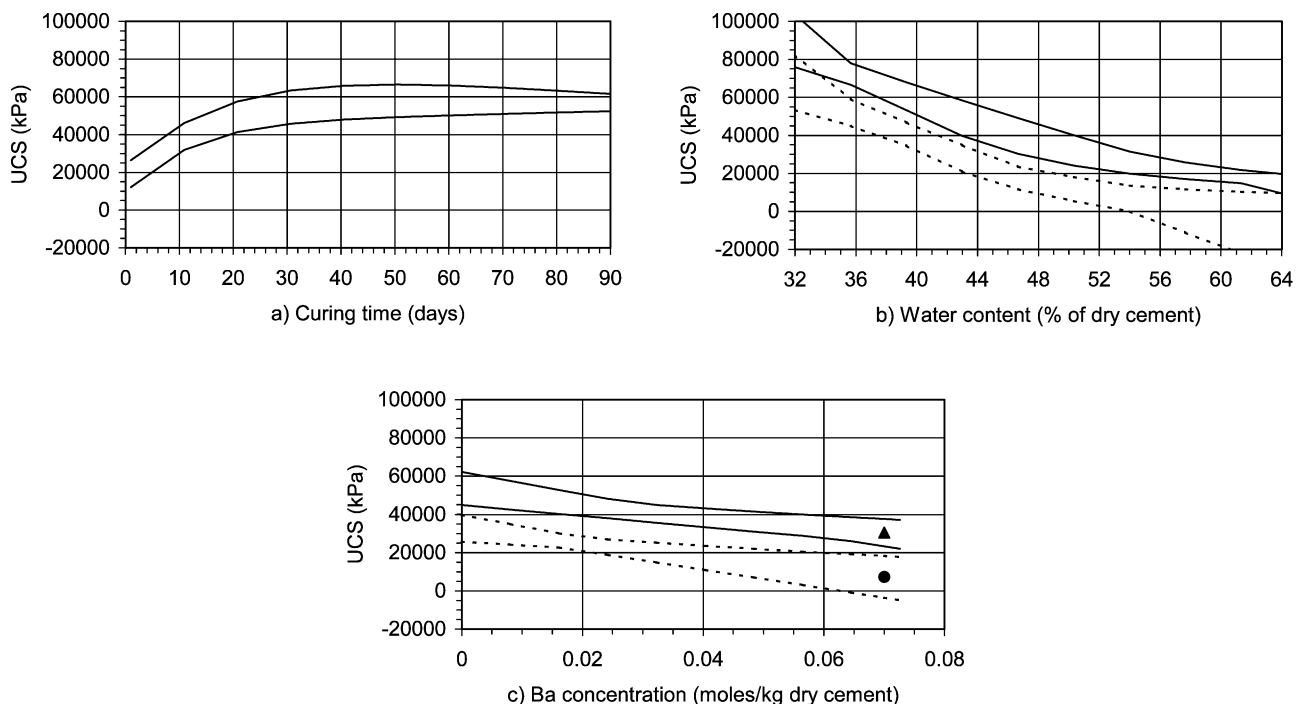 100000
80000
60000
40000
20000
0
-20000
UCS (kPa)
0 10 20 30 40 50 60 70 80 90
a) Curing time (days)
100000
80000
60000
40000
20000
0
-20000
UCS (kPa)
32 36 40 44 48 52 56 60 64
b) Water content (% of dry cement)
100000
80000
60000
40000
20000
0
-20000
UCS (kPa)
0 0.02 0.04 0.06 0.08
c) Ba concentration (moles/kg dry cement)